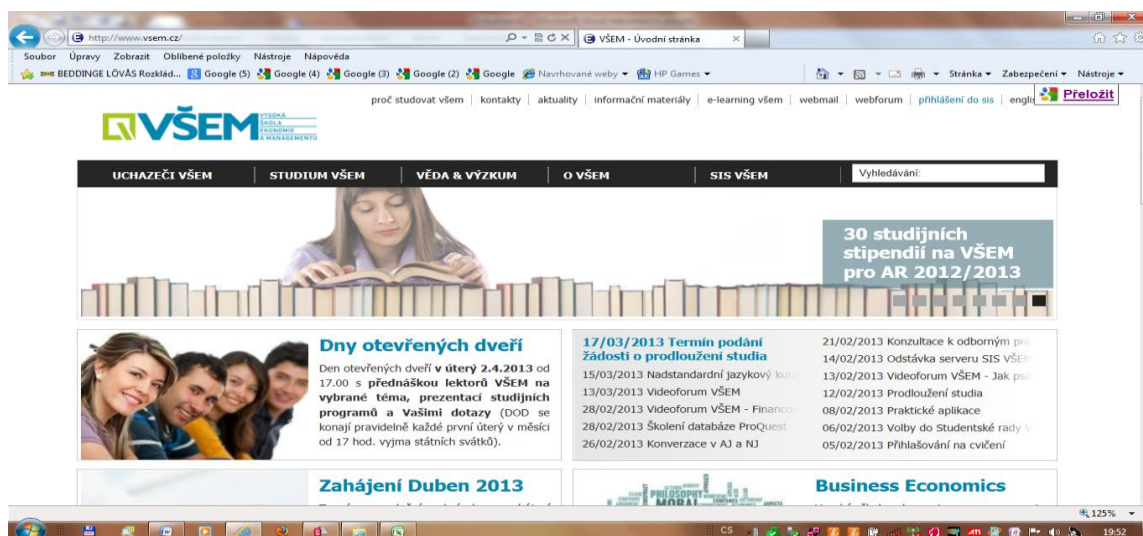 http://www.vsem.cz/
VŠEM - Úvodní stránka
Soubor Úpravy Zobrazit Oblíbené položky Nástroje Nápověda
BEDDINGE LÖVÅS Rozklád... Google (5) Google (4) Google (3) Google (2) Google Navrhované weby HP Games Stránka Zabezpečení Nástroje
proč studovat všem | kontakty | aktuality | informační materiály | e-learning všem | webmail | webforum | přihlášení do sis | englis
Přeložit
VŠEM
VYSOKÁ
ŠKOLA
EKONOMIE
A MANAGEMENTU
UCHAZEČI VŠEM STUDIUM VŠEM VĚDA & VÝZKUM O VŠEM SIS VŠEM Vyhledávání:
30 studijních
stipendií na VŠEM
pro AR 2012/2013
Dny otevřených dveří
Den otevřených dveří v úterý 2.4.2013 od
17.00 s přednáškou lektorů VŠEM na
vybrané téma, prezentací studijních
programů a Vašimi dotazy (DOD se
konají pravidelně každé první úterý v měsíci
od 17 hod. vyjma státních svátků).
17/03/2013 Termín podání
žádosti o prodloužení studia
15/03/2013 Nadstandardní jazykový kurz
13/03/2013 Videoforum VŠEM
28/02/2013 Videoforum VŠEM - Financo
28/02/2013 Školení databáze ProQuest
26/02/2013 Konverzace v AJ a NJ
21/02/2013 Konzultace k odborným pra
14/02/2013 Odstávka serveru SIS VŠEM
13/02/2013 Videoforum VŠEM - Jak psá
12/02/2013 Prodloužení studia
08/02/2013 Praktické aplikace
06/02/2013 Volby do Studentské rady V
05/02/2013 Přihlašování na cvičení
Zahájení Duben 2013
PHILOSOPHY
MORAL
Business Economics
125%
CS
19:52